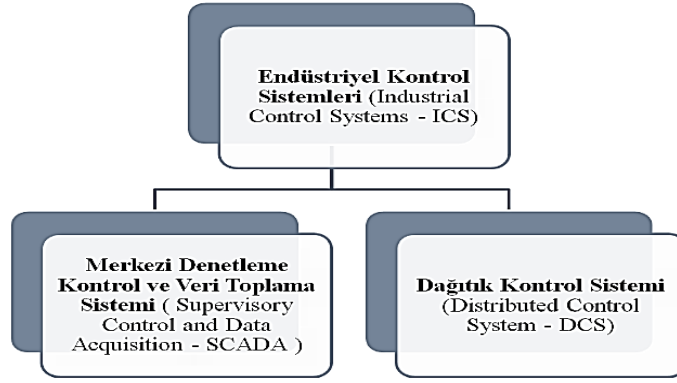 Endüstriyel Kontrol
Sistemleri (Industrial
Control Systems - ICS)
Merkezi Denetleme
Kontrol ve Veri Toplama
Sistemi ( Supervisory
Control and Data
Acquisition - SCADA )
Dağıtık Kontrol Sistemi
(Distributed Control
System - DCS)